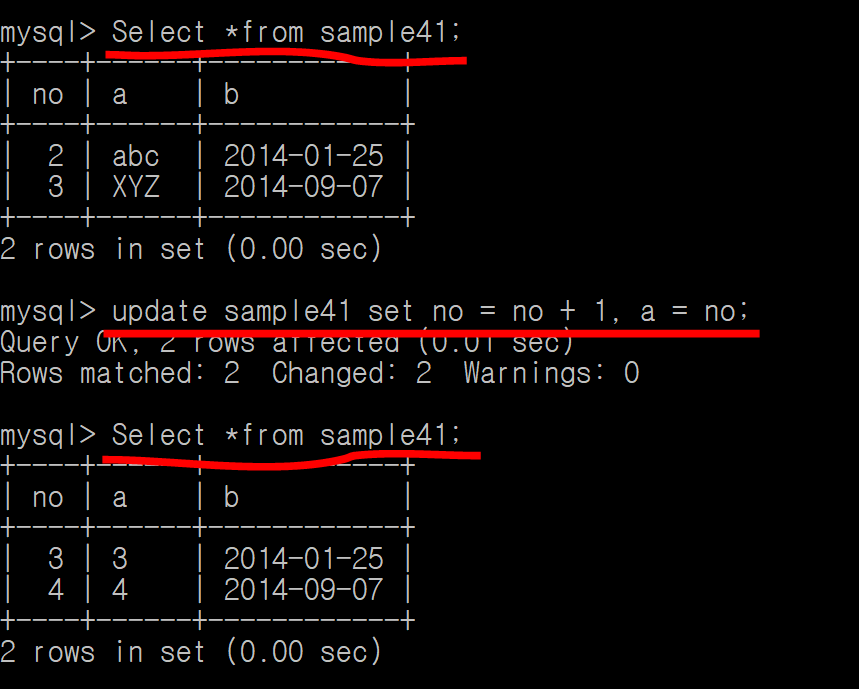 mysql> Select *from sample41;
+----+------+------------+
| no | a    | b          |
+----+------+------------+
|  2 | abc  | 2014-01-25 |
|  3 | XYZ  | 2014-09-07 |
+----+------+------------+
2 rows in set (0.00 sec)
mysql> update sample41 set no = no + 1, a = no;
Query OK, 2 rows affected (0.01 sec)
Rows matched: 2  Changed: 2  Warnings: 0
mysql> Select *from sample41;
+----+------+------------+
| no | a    | b          |
+----+------+------------+
|  3 | 3    | 2014-01-25 |
|  4 | 4    | 2014-09-07 |
+----+------+------------+
2 rows in set (0.00 sec)